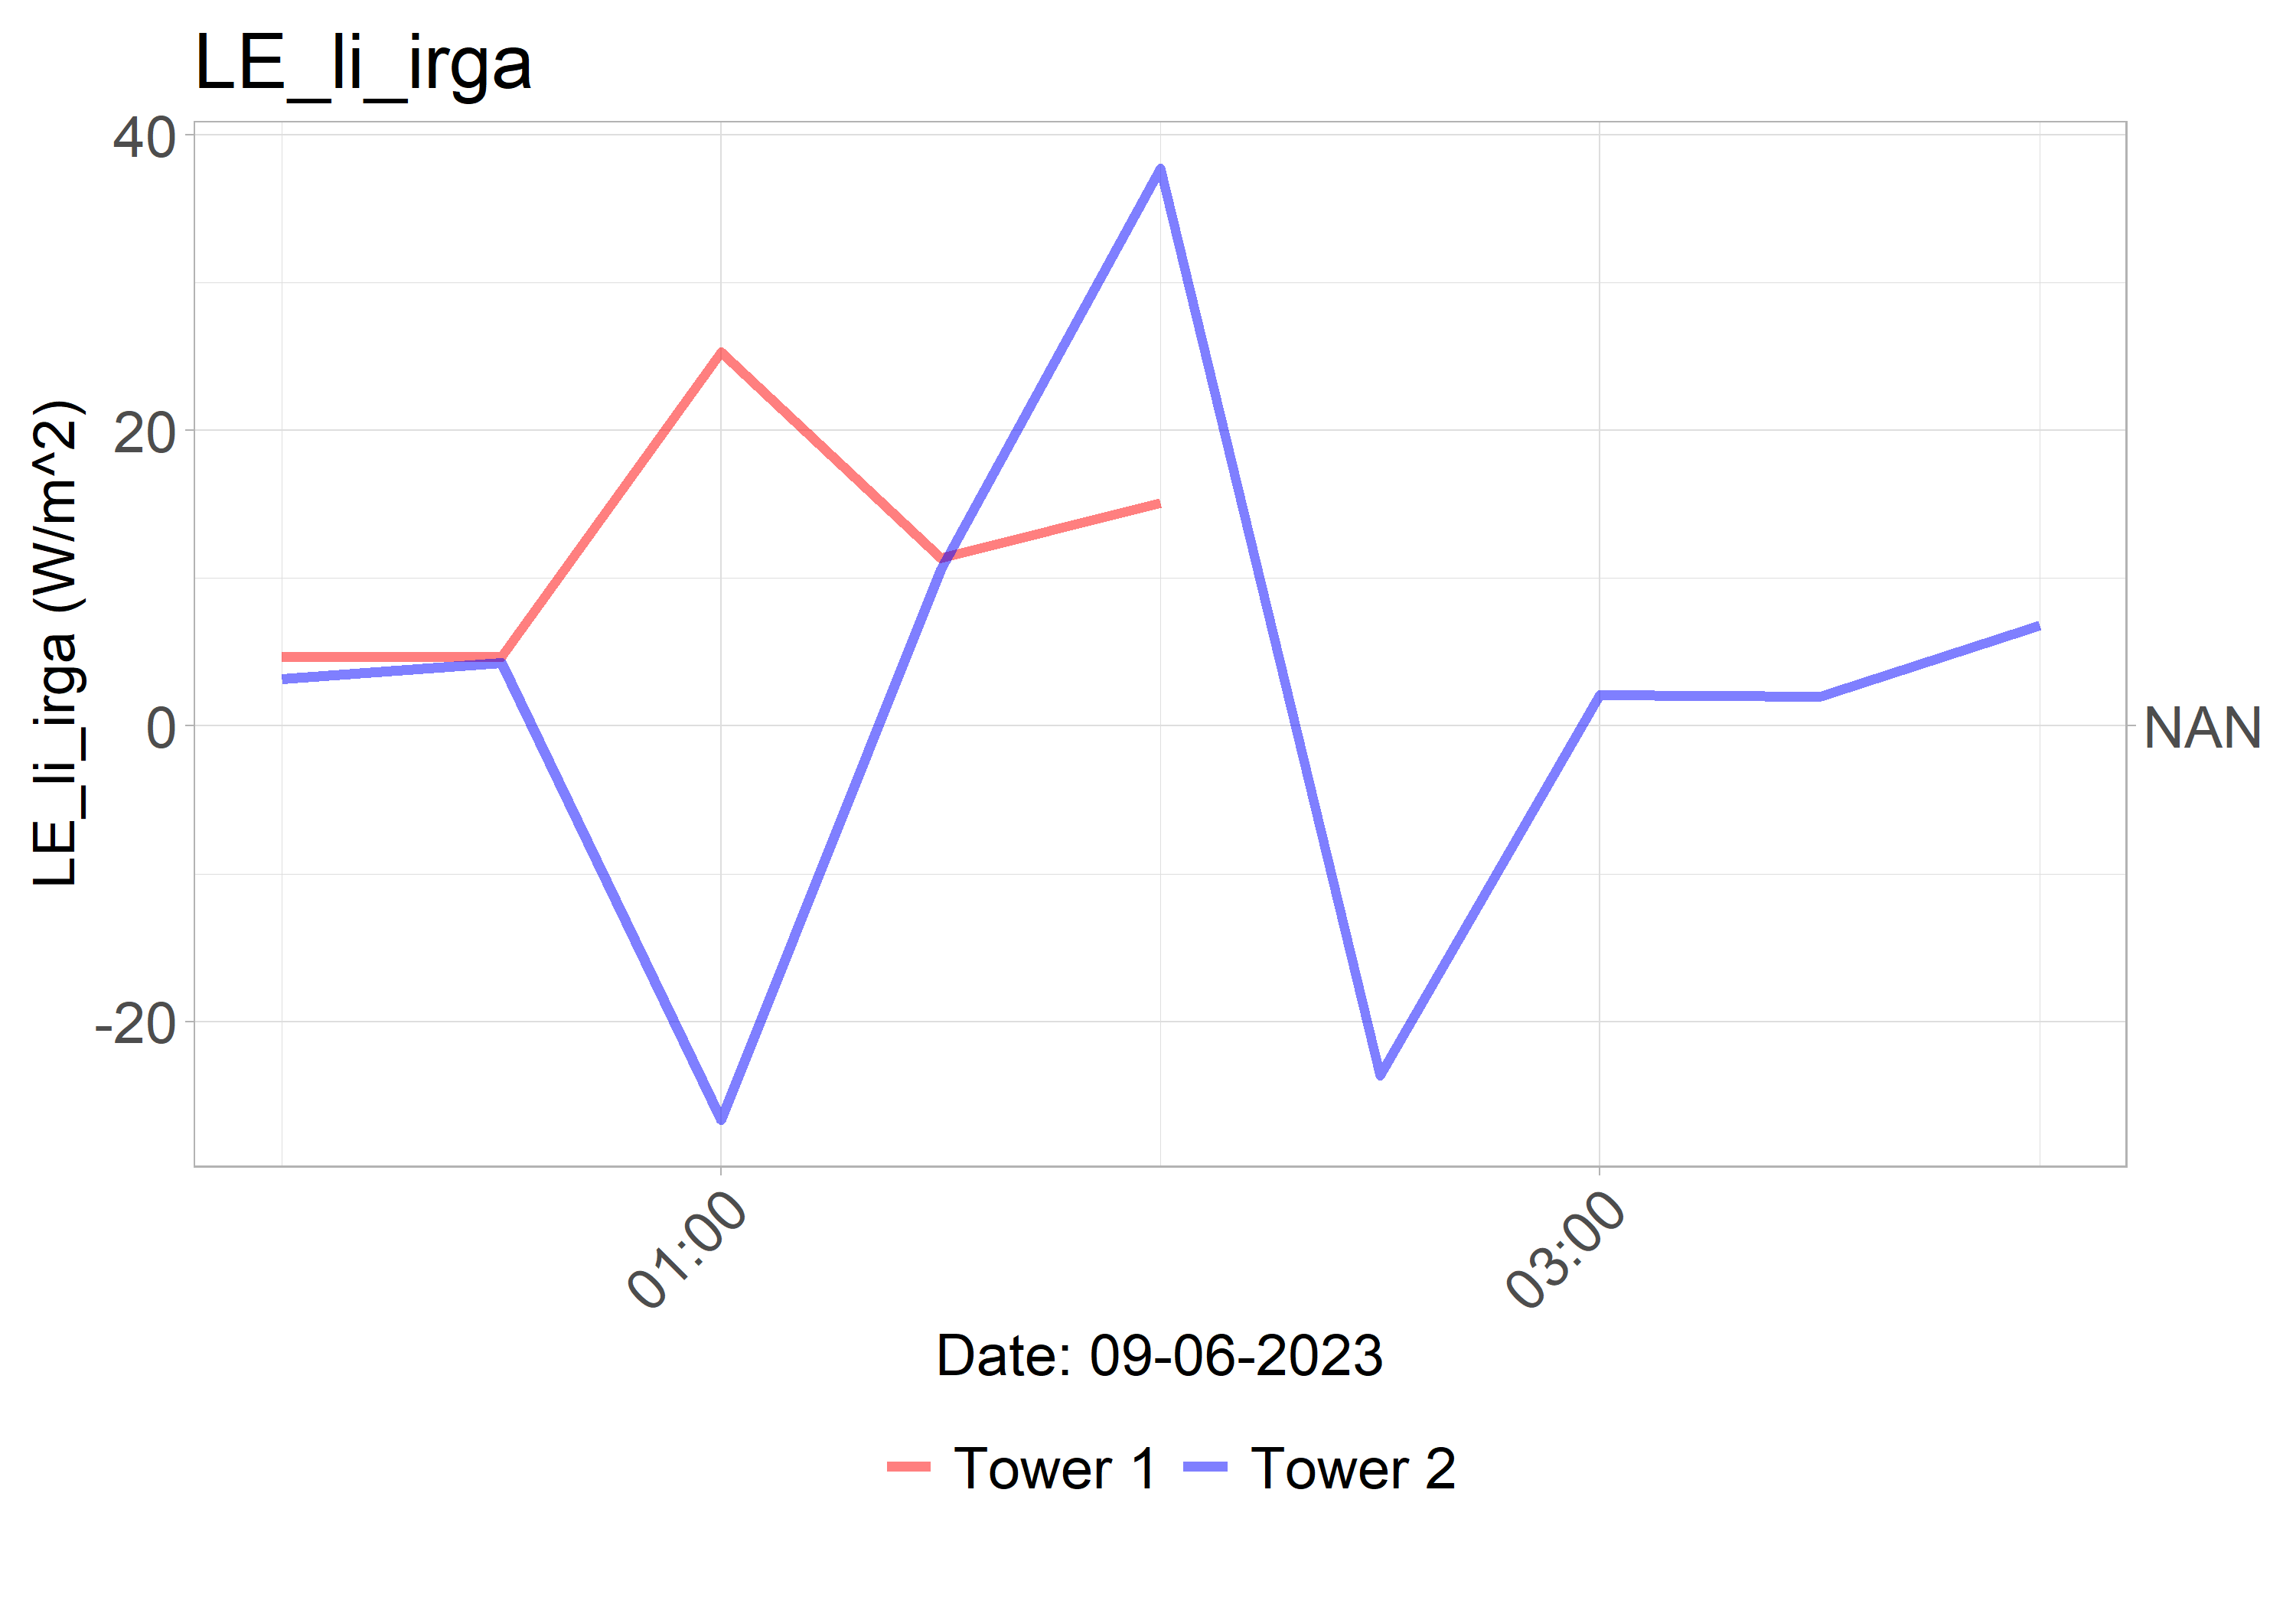 LE_li_irga
40
20
0
-20
LE_li_irga (W/m^2)
NAN
01:00
03:00
Date: 09-06-2023
Tower 1
Tower 2